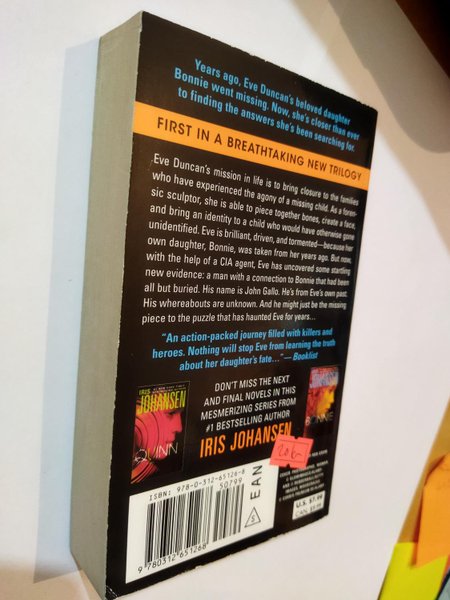 Years ago, Eve Duncan's beloved daughter
Bonnie went missing. Now, she's closer than ever
to finding the answers she's been searching for.
FIRST IN A BREATHTAKING NEW TRILOGY
Eve Duncan's mission in life is to bring closure to the families
who have experienced the agony of a missing child. As a foren-
sic sculptor, she is able to piece together bones, create a face,
and bring an identity to a child who would have otherwise gone
unidentified. Eve is brilliant, driven, and tormented—because her
own daughter, Bonnie, was taken from her years ago. But now,
with the help of a CIA agent, Eve has uncovered some startling
new evidence: a man with a connection to Bonnie that had been
all but buried. His name is John Gallo. He's from Eve's own past.
His whereabouts are unknown. And he might just be the missing
piece to the puzzle that has haunted Eve for years...
"An action-packed journey filled with killers and
heroes. Nothing will stop Eve from learning the truth
about her daughter's fate..." — Booklist
DON'T MISS THE NEXT
AND FINAL NOVELS IN THIS
MESMERIZING SERIES FROM
#1 BESTSELLING AUTHOR
IRIS JOHANSEN
IRIS
JOHANSEN
QUINN
JOHANSEN
BONNIE
ISBN: 978-0-312-65126-8
50799
9 780312 651268
EAN
S
U.S. $7.99